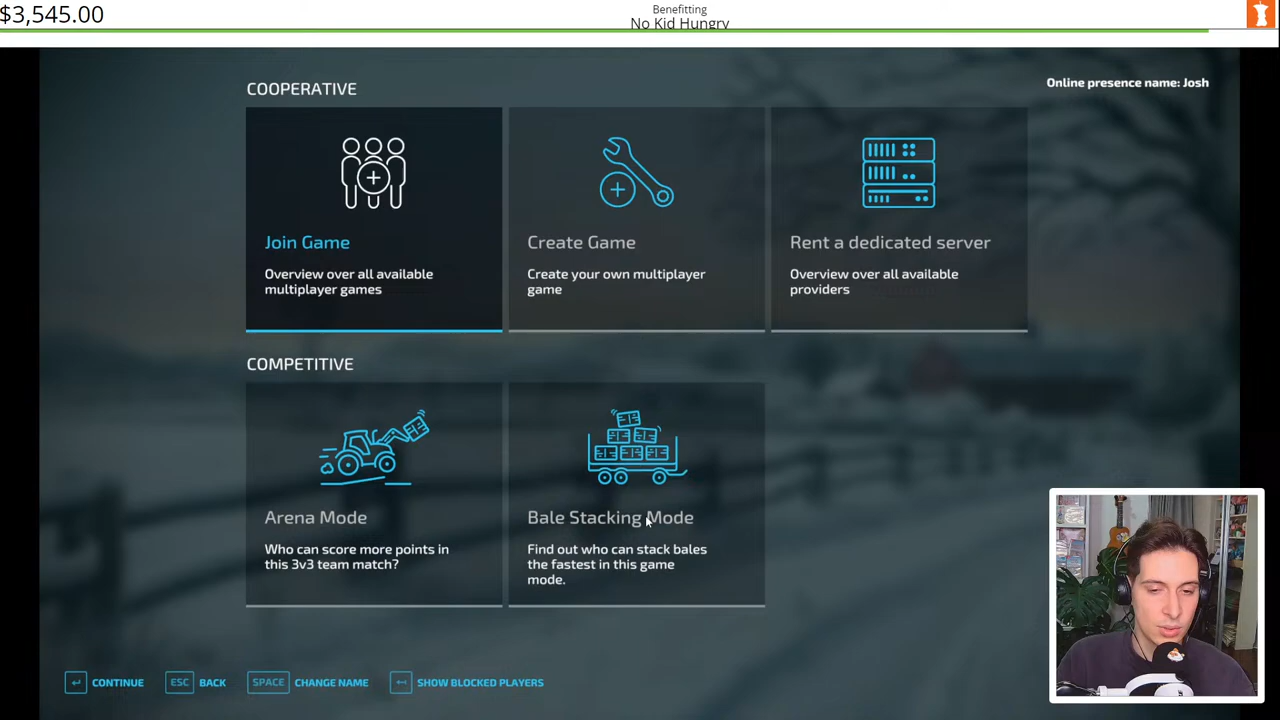 $3,545.00
Benefitting
No Kid Hungry
COOPERATIVE
Online presence name: Josh
Join Game
Overview over all available
multiplayer games
Create Game
Create your own multiplayer
game
Rent a dedicated server
Overview over all available
providers
COMPETITIVE
Arena Mode
Who can score more points in
this 3v3 team match?
Bale Stacking Mode
Find out who can stack bales
the fastest in this game
mode.
CONTINUE
ESC BACK
SPACE CHANGE NAME
SHOW BLOCKED PLAYERS